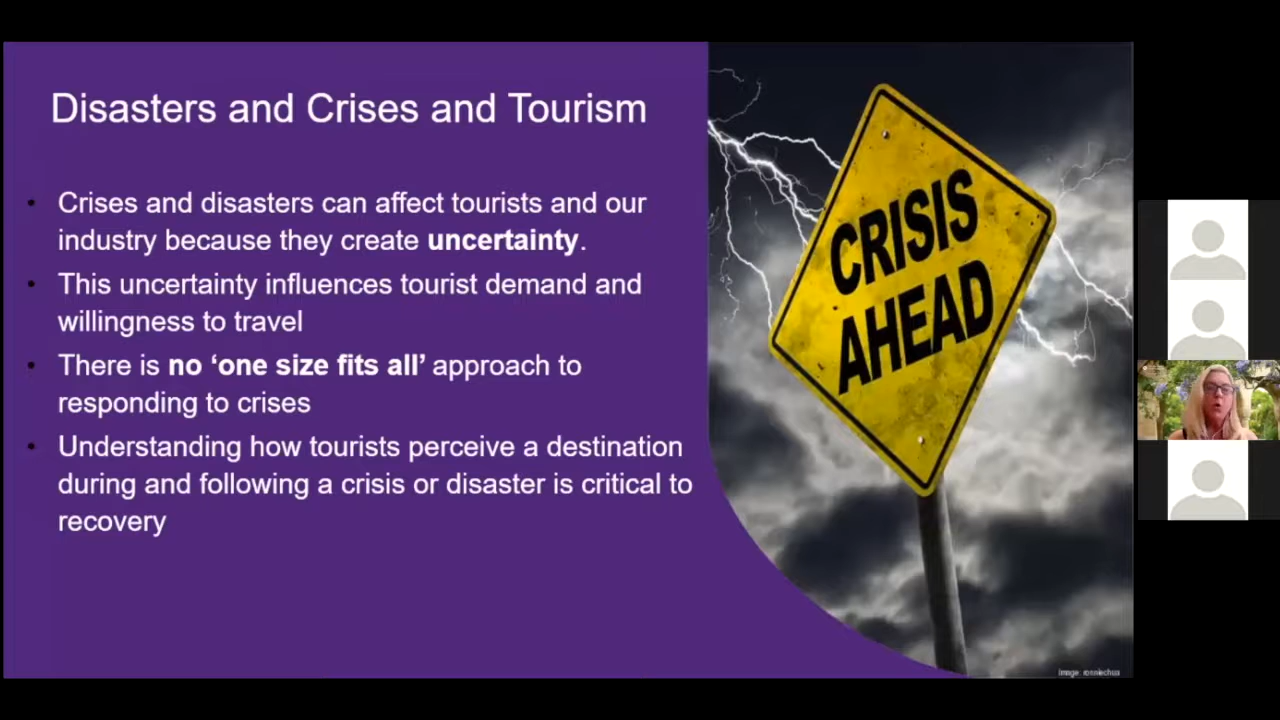 Disasters and Crises and Tourism
• Crises and disasters can affect tourists and our
industry because they create uncertainty.
• This uncertainty influences tourist demand and
willingness to travel
• There is no ‘one size fits all’ approach to
responding to crises
• Understanding how tourists perceive a destination
during and following a crisis or disaster is critical to
recovery
CRISIS
AHEAD
Image: